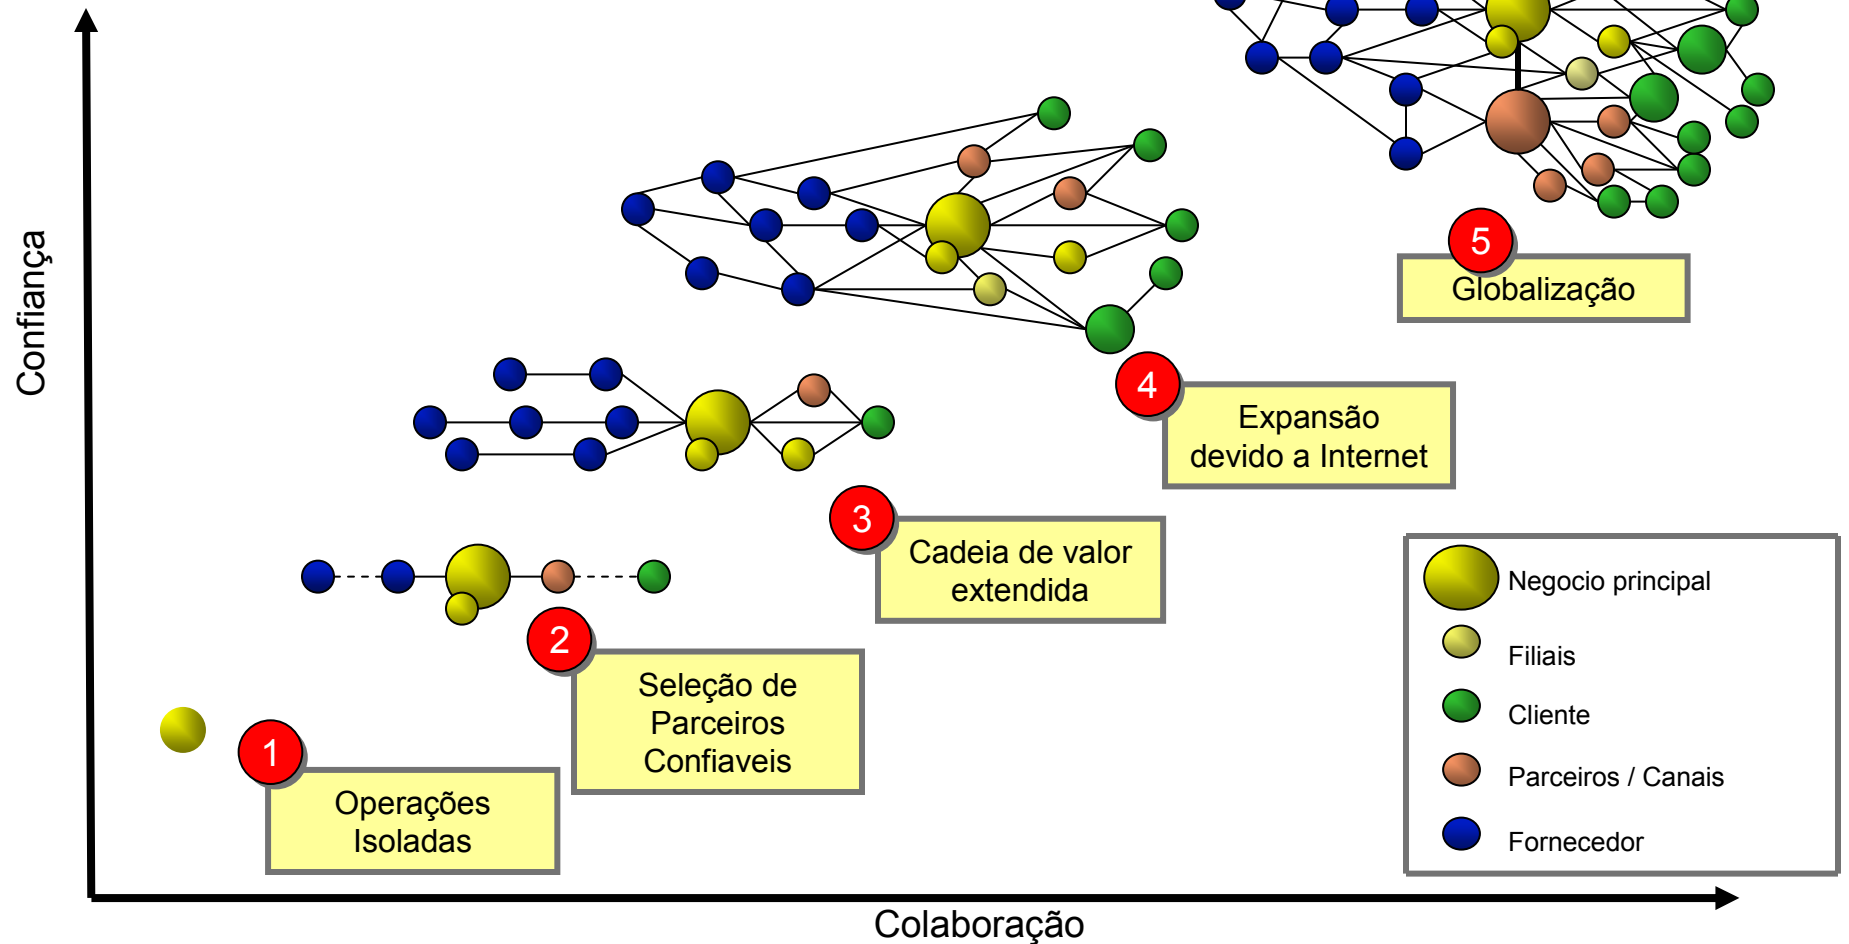 Confiança
5
Globalização
4
Expansão
devido a Internet
3
Cadeia de valor
extendida
2
Seleção de
Parceiros
Confiaveis
1
Operações
Isoladas
Negocio principal
Filiais
Cliente
Parceiros / Canais
Fornecedor
Colaboração